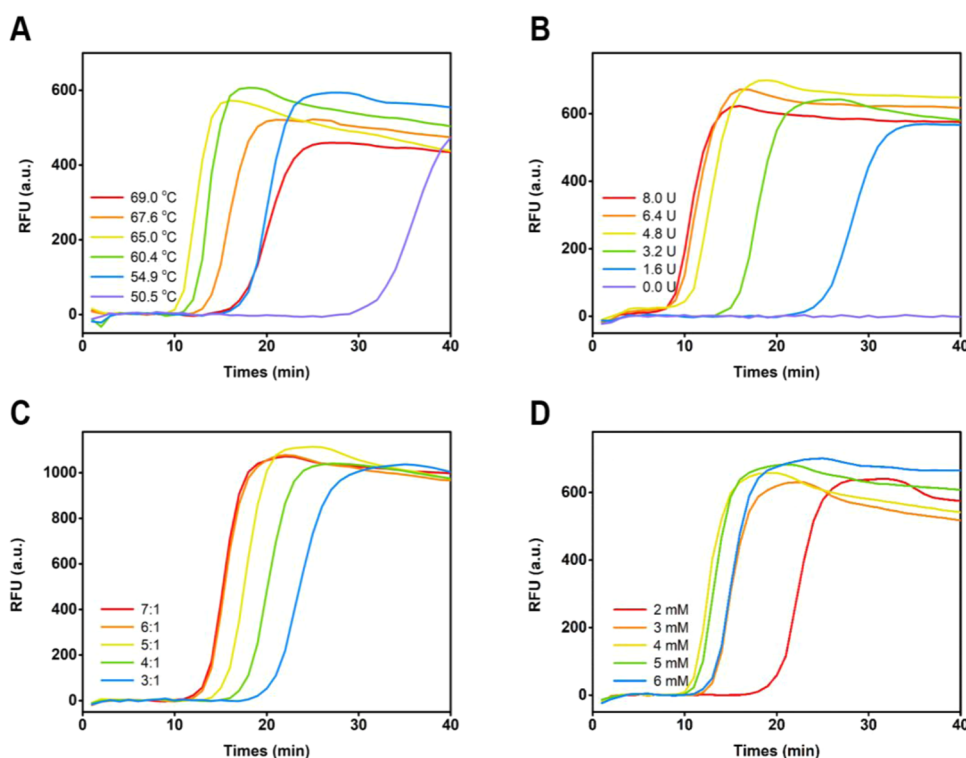 A
RFU (a.u.)
600
400
200
0
69.0 °C
67.6 °C
65.0 °C
60.4 °C
54.9 °C
50.5 °C
0 10 20 30 40
Times (min)
B
RFU (a.u.)
600
400
200
0
8.0 U
6.4 U
4.8 U
3.2 U
1.6 U
0.0 U
0 10 20 30 40
Times (min)
C
RFU (a.u.)
1000
800
600
400
200
0
7:1
6:1
5:1
4:1
3:1
0 10 20 30 40
Times (min)
D
RFU (a.u.)
600
400
200
0
2 mM
3 mM
4 mM
5 mM
6 mM
0 10 20 30 40
Times (min)